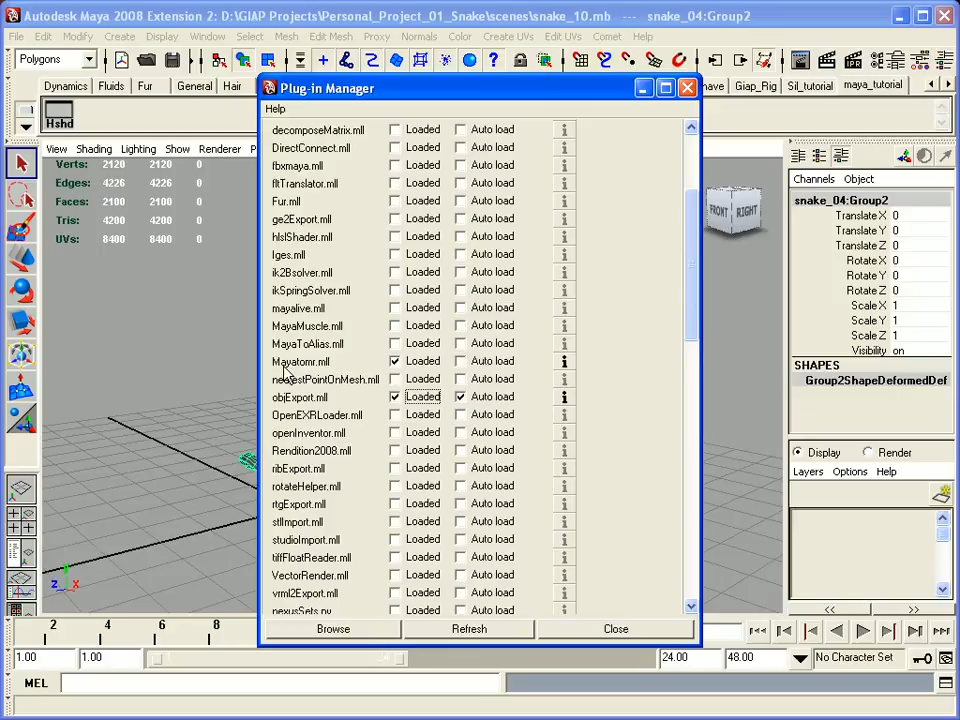 Autodesk Maya 2008 Extension 2: D:\GIAP Projects\Personal_Project_01_Snake\scenes\snake_10.mb --- snake_04:Group2
File Edit Modify Create Display Window Select Mesh Edit Mesh Proxy Normals Color Create UVs Edit UVs Comet Help
Polygons
Dynamics Fluids Fur General Hair
Giap_Rig Sil_tutorial maya_tutorial
Hshd
View Shading Lighting Show Renderer
Verts: 2120 2120 0
Edges: 4226 4226 0
Faces: 2100 2100 0
Tris: 4200 4200 0
UVs: 8400 8400 0
FRONT RIGHT
Plug-in Manager
Help
decomposeMatrix.mll Loaded Auto load
DirectConnect.mll Loaded Auto load
fbxmaya.mll Loaded Auto load
fltTranslator.mll Loaded Auto load
Fur.mll Loaded Auto load
ge2Export.mll Loaded Auto load
hlslShader.mll Loaded Auto load
Iges.mll Loaded Auto load
ik2Bsolver.mll Loaded Auto load
ikSpringSolver.mll Loaded Auto load
mayalive.mll Loaded Auto load
MayaMuscle.mll Loaded Auto load
MayaToAlias.mll Loaded Auto load
Mayatomr.mll Loaded Auto load
nearestPointOnMesh.mll Loaded Auto load
objExport.mll Loaded Auto load
OpenEXRLoader.mll Loaded Auto load
openInventor.mll Loaded Auto load
Rendition2008.mll Loaded Auto load
ribExport.mll Loaded Auto load
rotateHelper.mll Loaded Auto load
rtgExport.mll Loaded Auto load
stlImport.mll Loaded Auto load
studioImport.mll Loaded Auto load
tiffFloatReader.mll Loaded Auto load
VectorRender.mll Loaded Auto load
vrml2Export.mll Loaded Auto load
nexusSets.py Loaded Auto load
Browse Refresh Close
Channels Object
snake_04:Group2
Translate X 0
Translate Y 0
Translate Z 0
Rotate X 0
Rotate Y 0
Rotate Z 0
Scale X 1
Scale Y 1
Scale Z 1
Visibility on
SHAPES
Group2ShapeDeformedDef
Display Render
Layers Options Help
<< >>
z y x
2 4 6 8
1.00 1.00 24.00 48.00 No Character Set
MEL